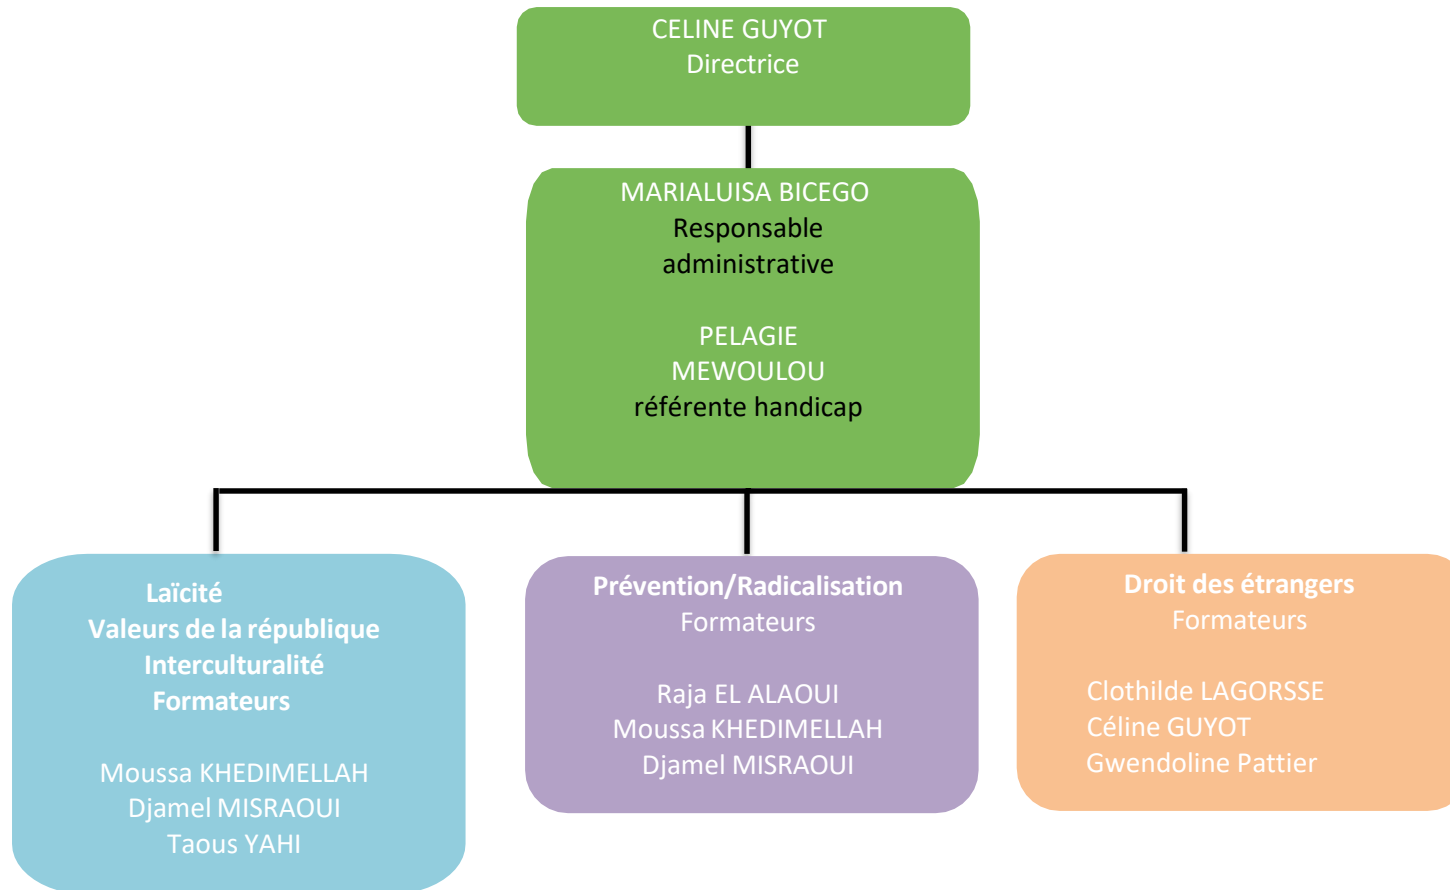 CELINE GUYOT
Directrice
MARIALUISA BICEGO
Responsable
administrative
PELAGIE
MEWOULOU
référente handicap
Laïcité
Valeurs de la république
Interculturalité
Formateurs
Moussa KHEDIMELLAH
Djamel MISRAOUI
Taous YAHI
Prévention/Radicalisation
Formateurs
Raja EL ALAOUI
Moussa KHEDIMELLAH
Djamel MISRAOUI
Droit des étrangers
Formateurs
Clothilde LAGORSSE
Céline GUYOT
Gwendoline Pattier